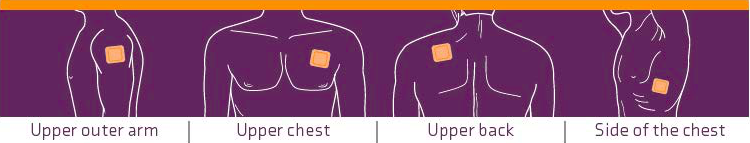 Upper outer arm
Upper chest
Upper back
Side of the chest